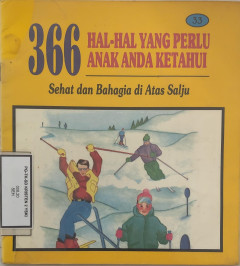 33
366
HAL-HAL YANG PERLU
ANAK ANDA KETAHUI
Sehat dan Bahagia di Atas Salju